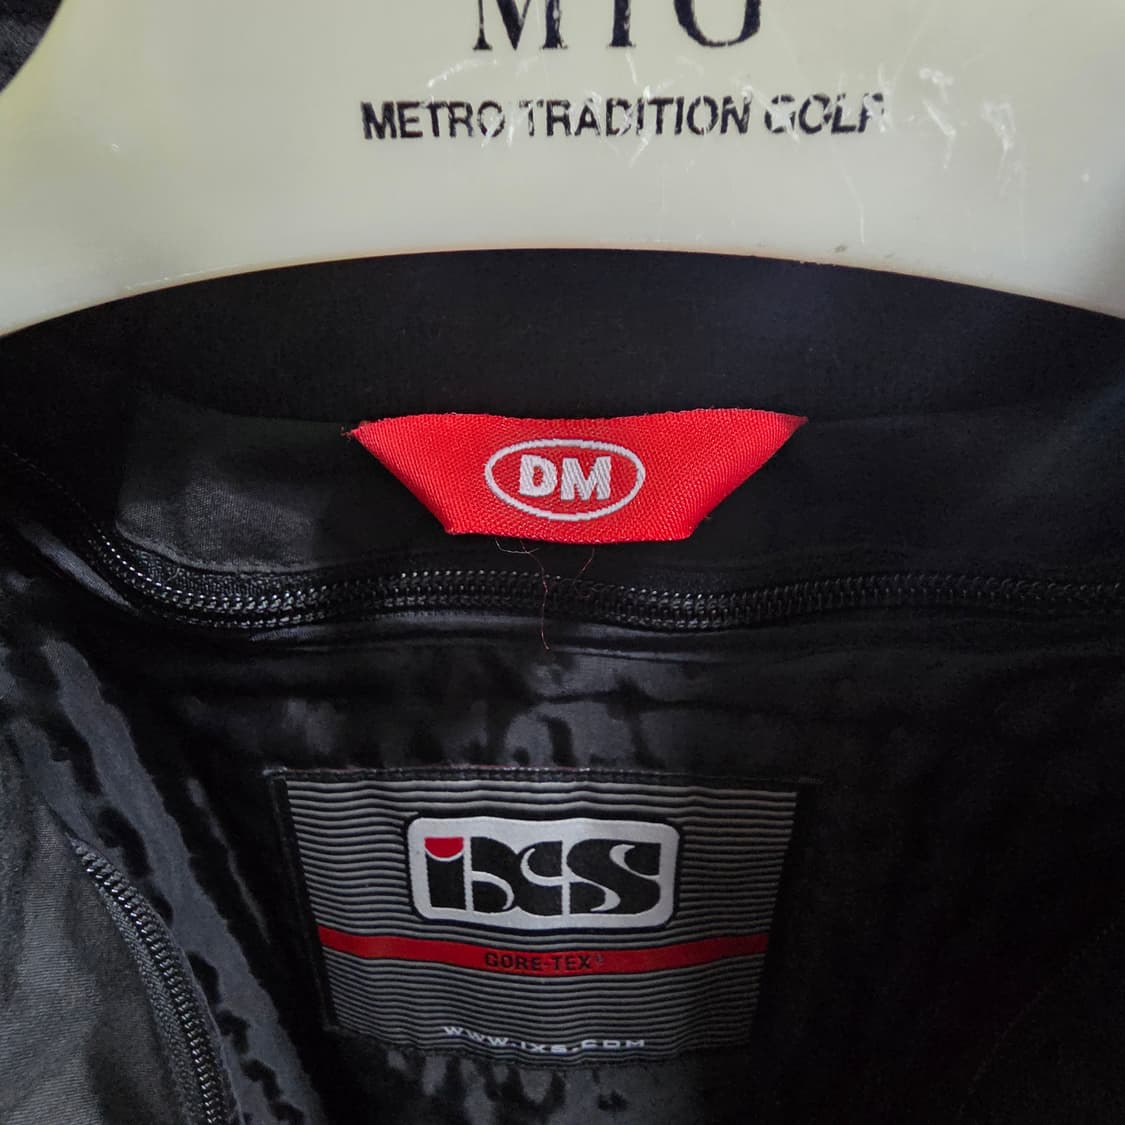 MTG
METRO TRADITION GOLF
DM
iXS
GORE-TEX®
WWW.IXS.COM